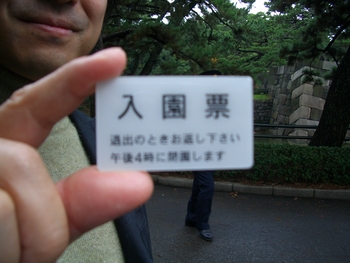 入園票
退出のときお返し下さい
午後4時に閉園します